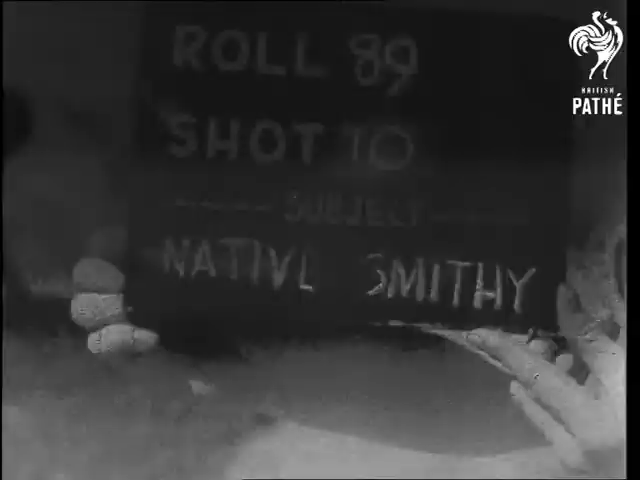 ROLL 89
SHOT 10
SUBJECT
NATIVE SMITHY
BRITISH
PATHÉ